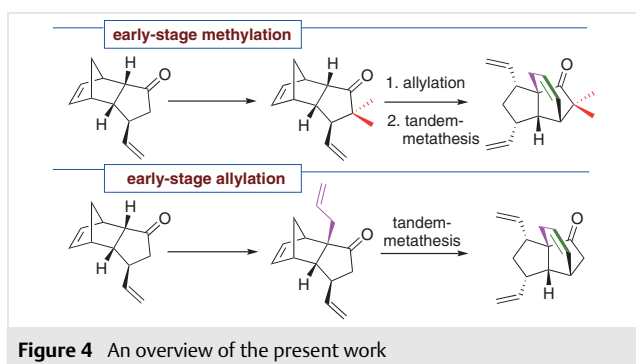 early-stage methylation
H
O
H
H
O
H
1. allylation
2. tandem-
metathesis
O
H
early-stage allylation
H
O
H
O
H
tandem-
metathesis
O
H
Figure 4 An overview of the present work